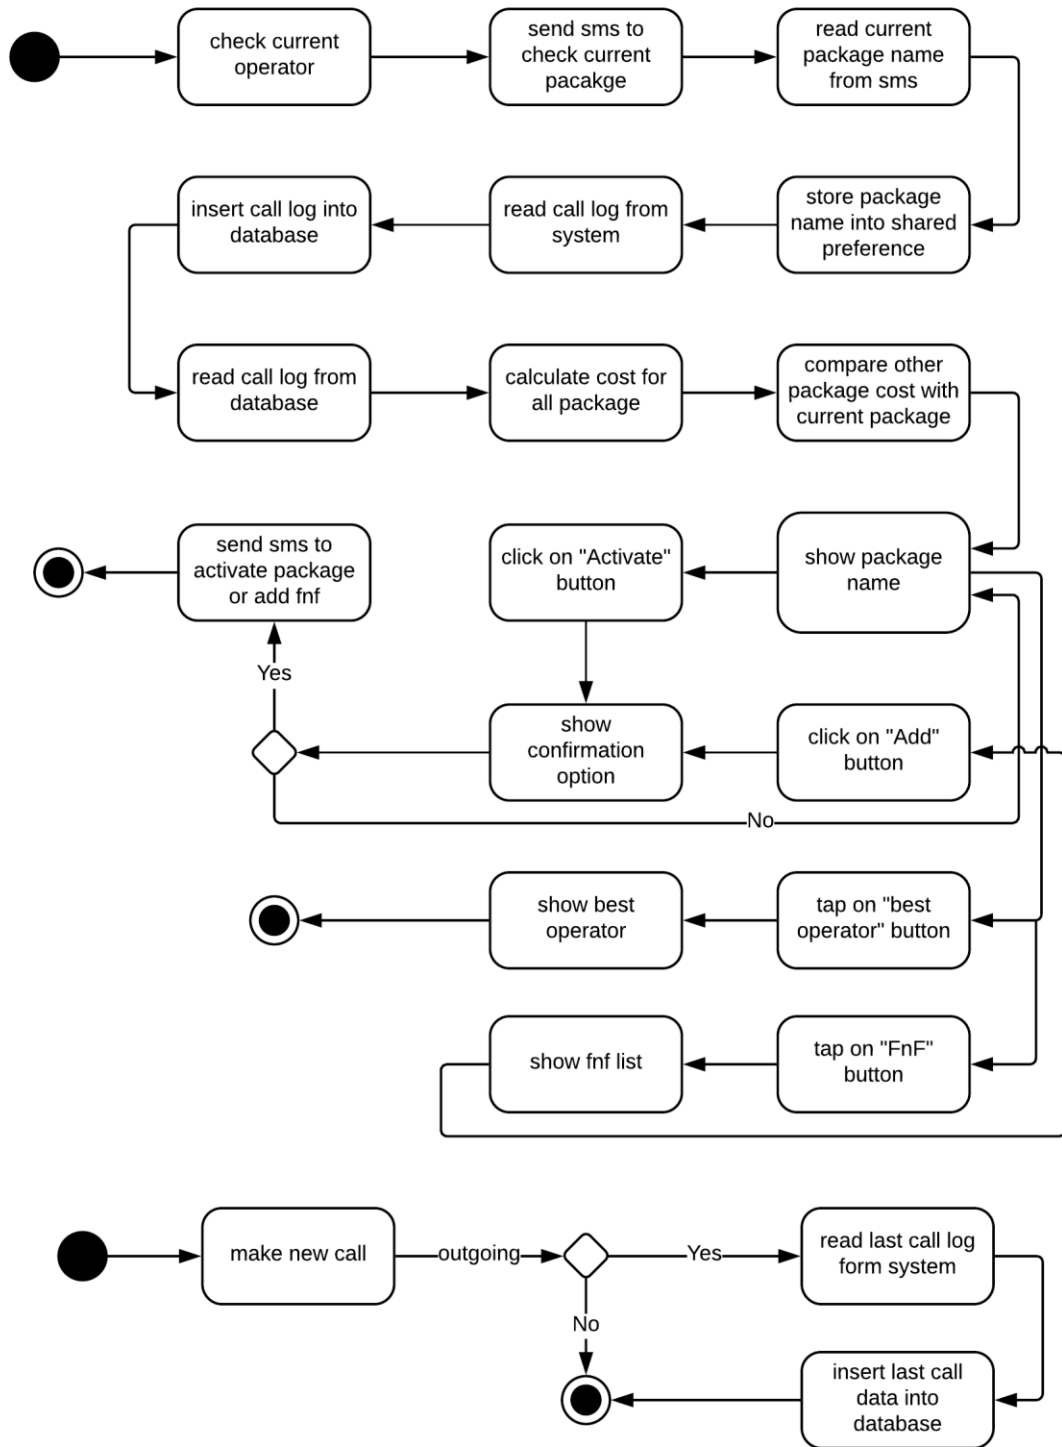 check current
operator
send sms to
check current
pacakge
read current
package name
from sms
insert call log into
database
read call log from
system
store package
name into shared
preference
read call log from
database
calculate cost for
all package
compare other
package cost with
current package
send sms to
activate package
or add fnf
click on "Activate"
button
show package
name
Yes
show
confirmation
option
click on "Add"
button
No
show best
operator
tap on "best
operator" button
show fnf list
tap on "FnF"
button
make new call
outgoing
Yes
read last call log
form system
No
insert last call
data into
database